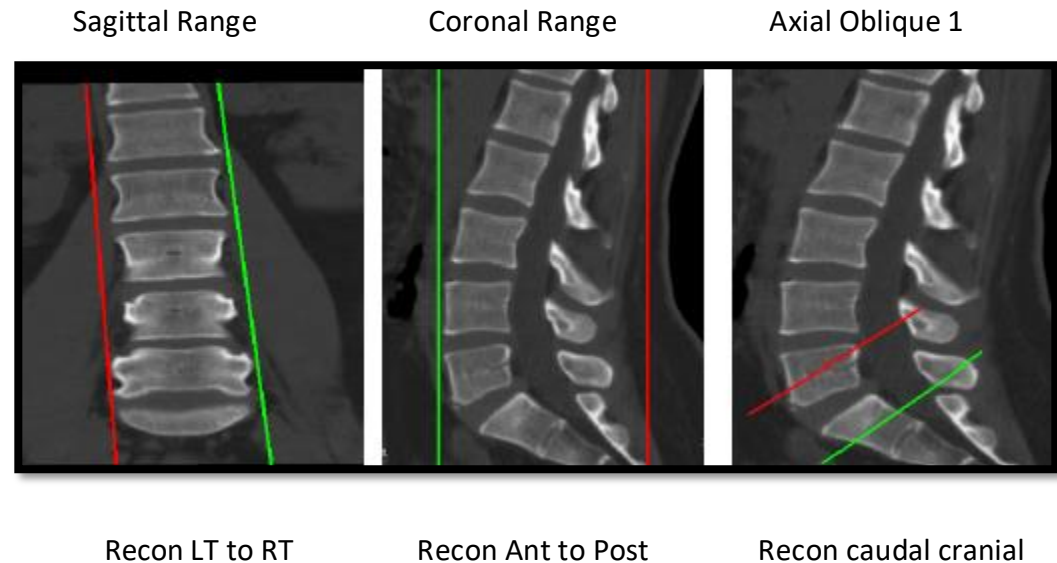 Sagittal Range
Coronal Range
Axial Oblique 1
Recon LT to RT
Recon Ant to Post
Recon caudal cranial